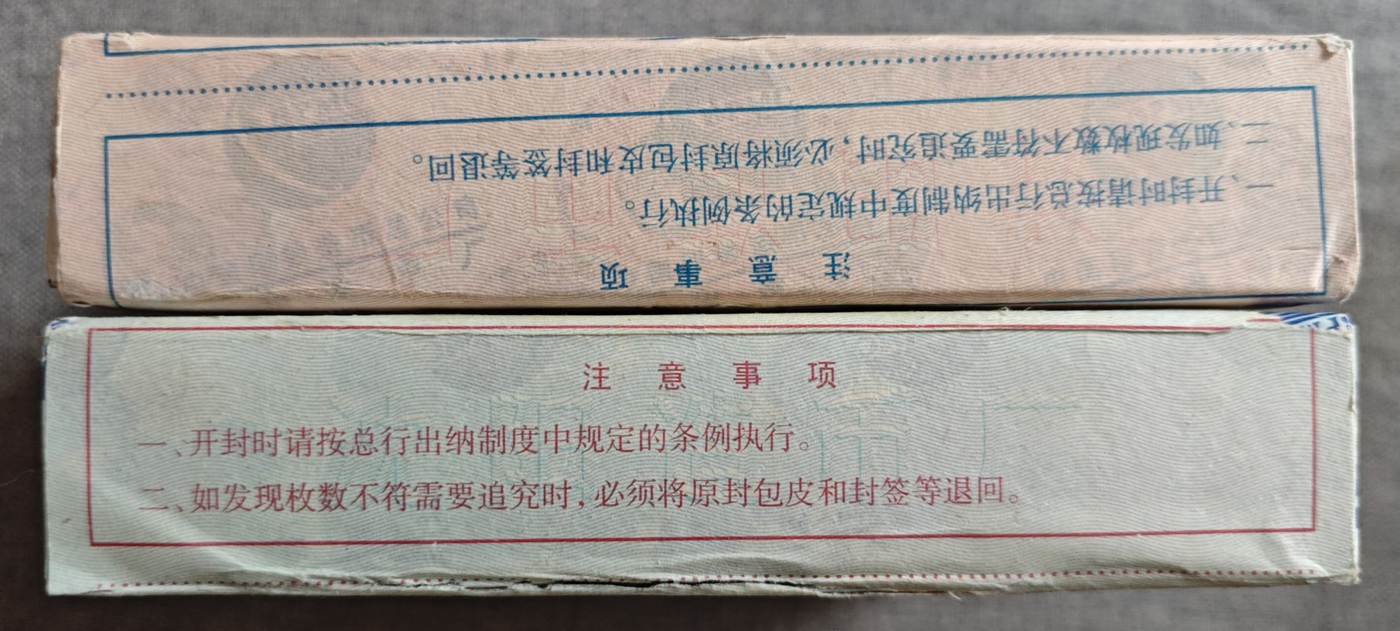 注意事项
一、开封时请按总行出纳制度中规定的条例执行。
二、如发现枚数不符需要追究时,必须将原封包皮和封签等退回。
注意事项
一、开封时请按总行出纳制度中规定的条例执行。
二、如发现枚数不符需要追究时,必须将原封包皮和封签等退回。